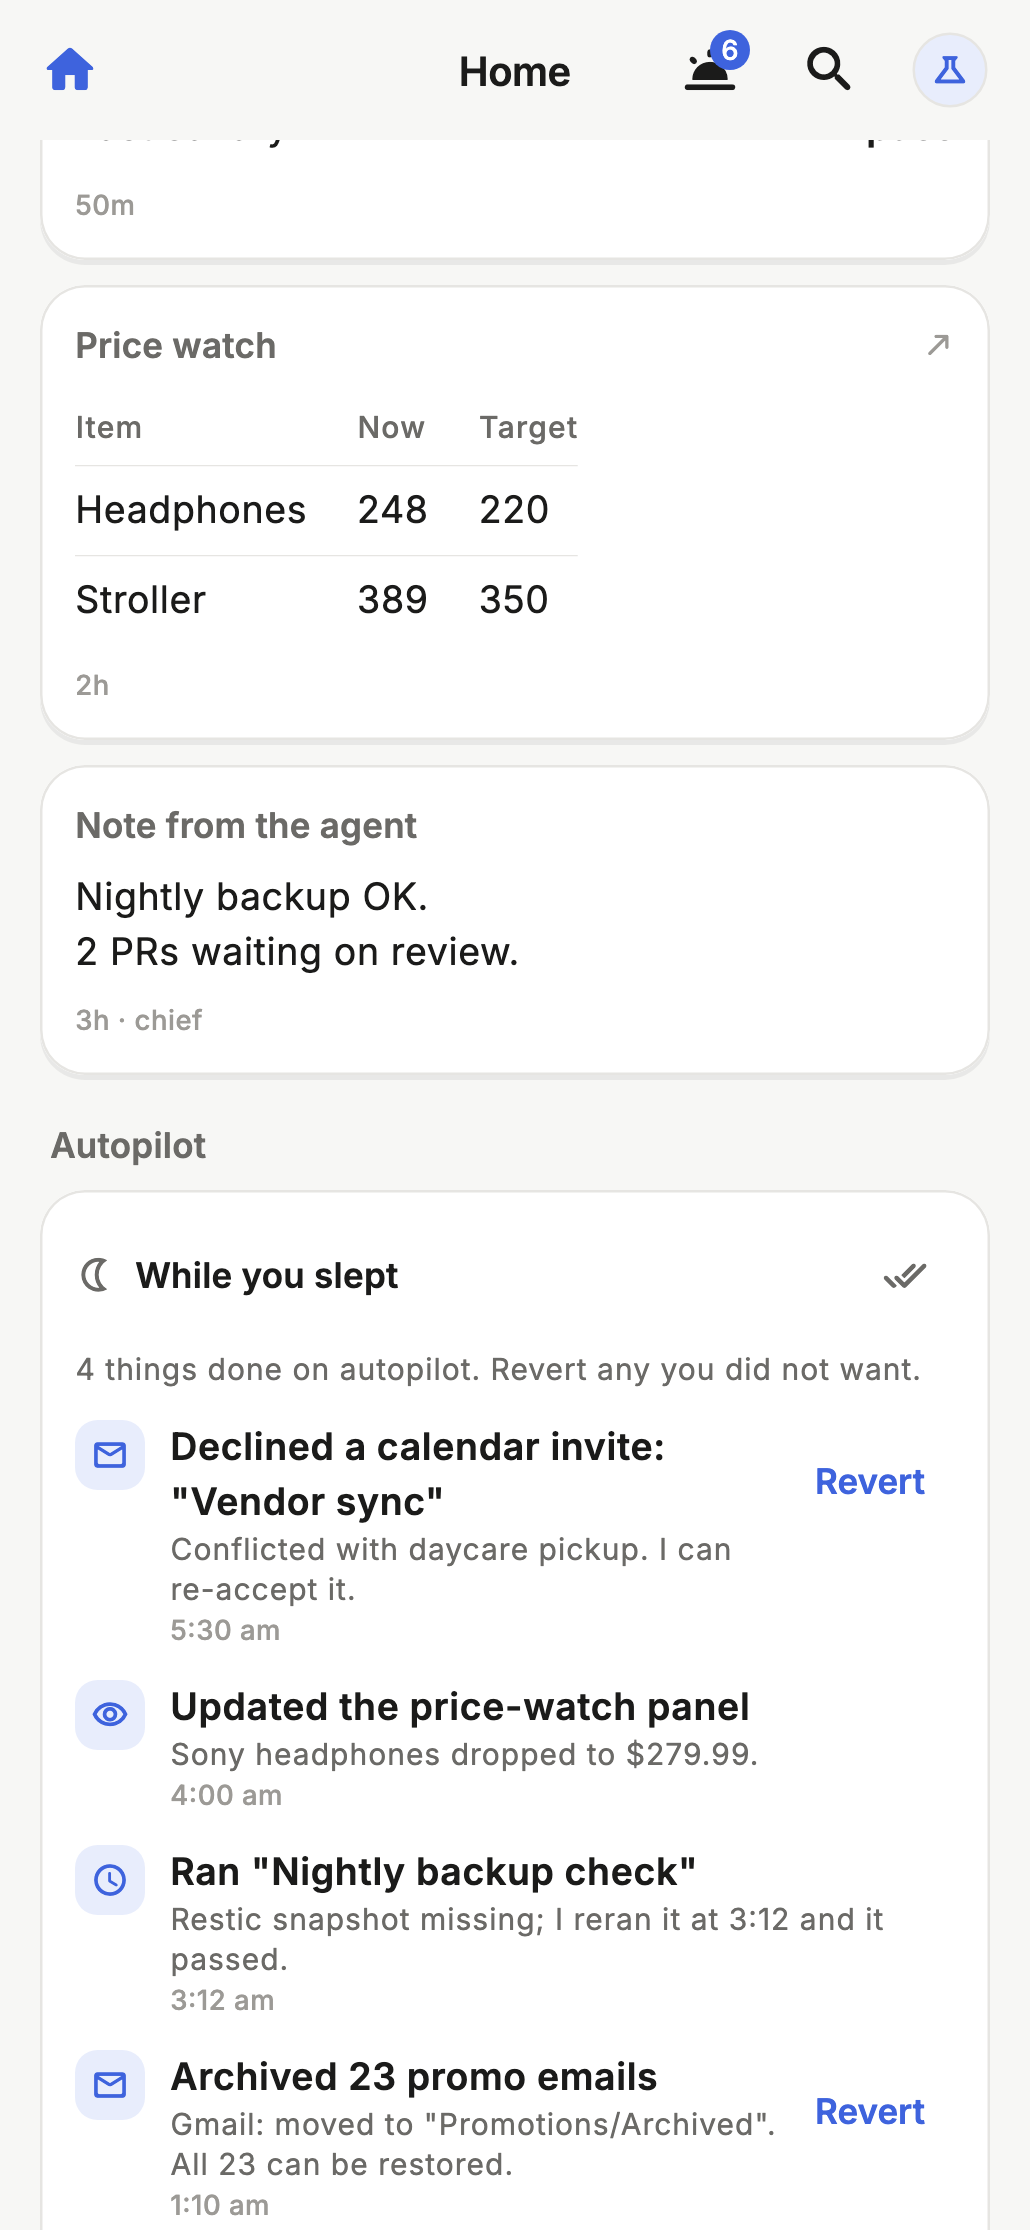 Home
6
50m
Price watch
Item Now Target
Headphones 248 220
Stroller 389 350
2h
Note from the agent
Nightly backup OK.
2 PRs waiting on review.
3h · chief
Autopilot
While you slept
4 things done on autopilot. Revert any you did not want.
Declined a calendar invite:
"Vendor sync"
Revert
Conflicted with daycare pickup. I can
re-accept it.
5:30 am
Updated the price-watch panel
Sony headphones dropped to $279.99.
4:00 am
Ran "Nightly backup check"
Restic snapshot missing; I reran it at 3:12 and it
passed.
3:12 am
Archived 23 promo emails
Gmail: moved to "Promotions/Archived".
Revert
All 23 can be restored.
1:10 am